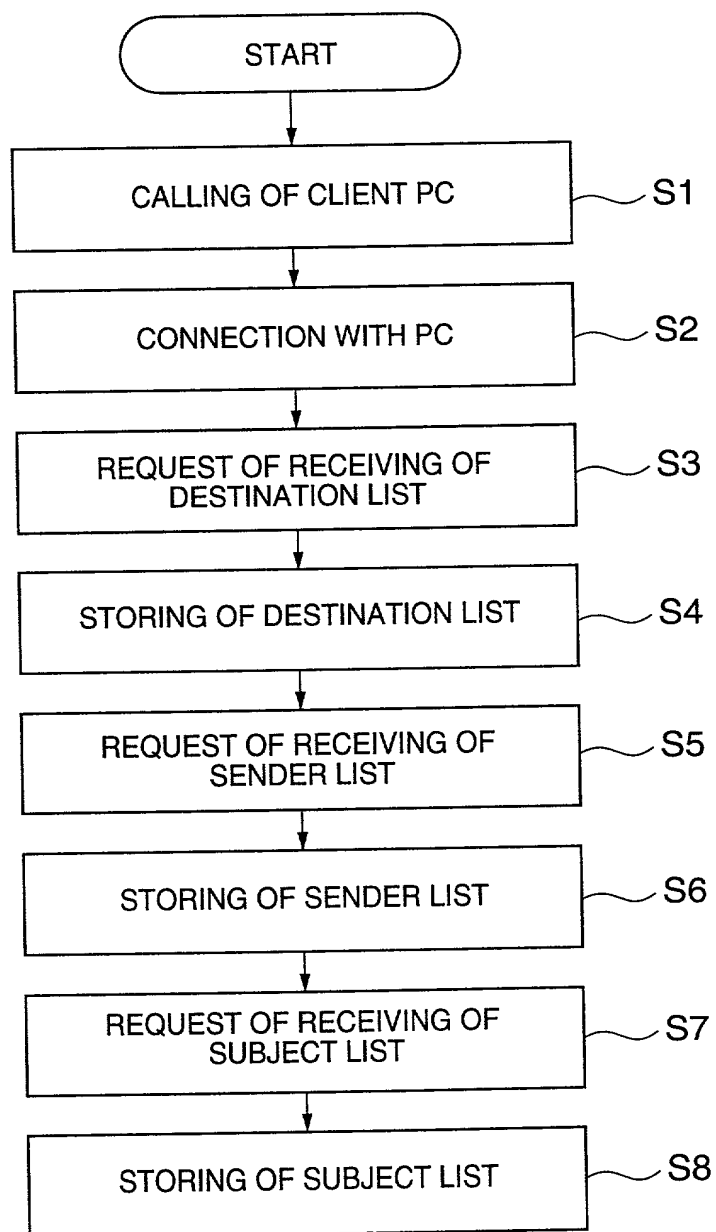 START
CALLING OF CLIENT PC
S1
CONNECTION WITH PC
S2
REQUEST OF RECEIVING OF
DESTINATION LIST
S3
STORING OF DESTINATION LIST
S4
REQUEST OF RECEIVING OF
SENDER LIST
S5
STORING OF SENDER LIST
S6
REQUEST OF RECEIVING OF
SUBJECT LIST
S7
STORING OF SUBJECT LIST
S8